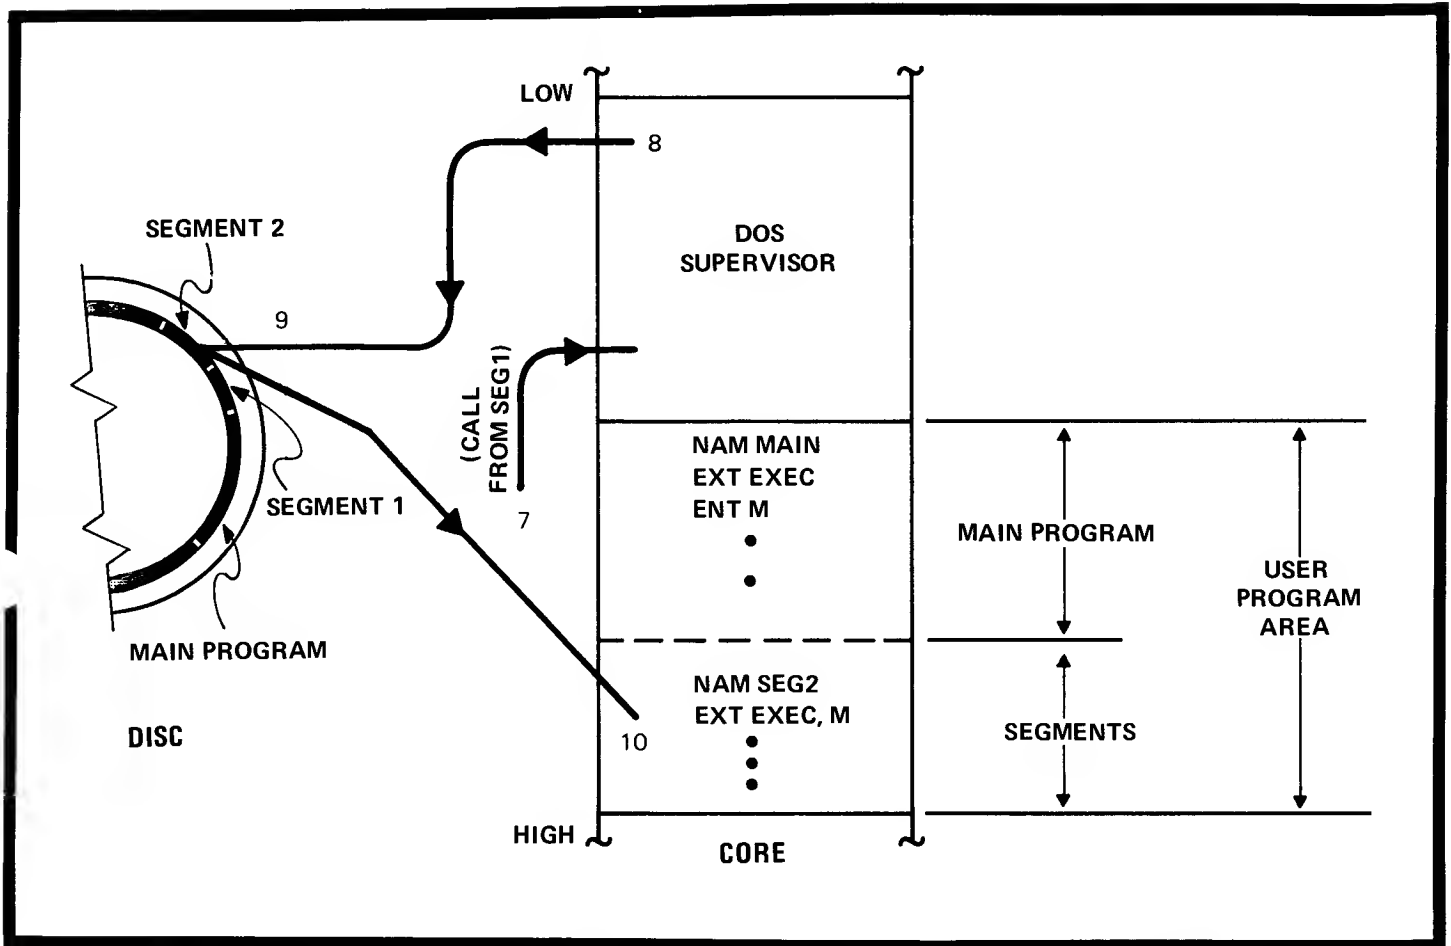 LOW
8
SEGMENT 2
DOS
SUPERVISOR
9
(CALL
FROM SEG1)
NAM MAIN
EXT EXEC
ENT M
SEGMENT 1
7
MAIN PROGRAM
USER
PROGRAM
AREA
MAIN PROGRAM
NAM SEG2
EXT EXEC, M
10
SEGMENTS
DISC
HIGH
CORE